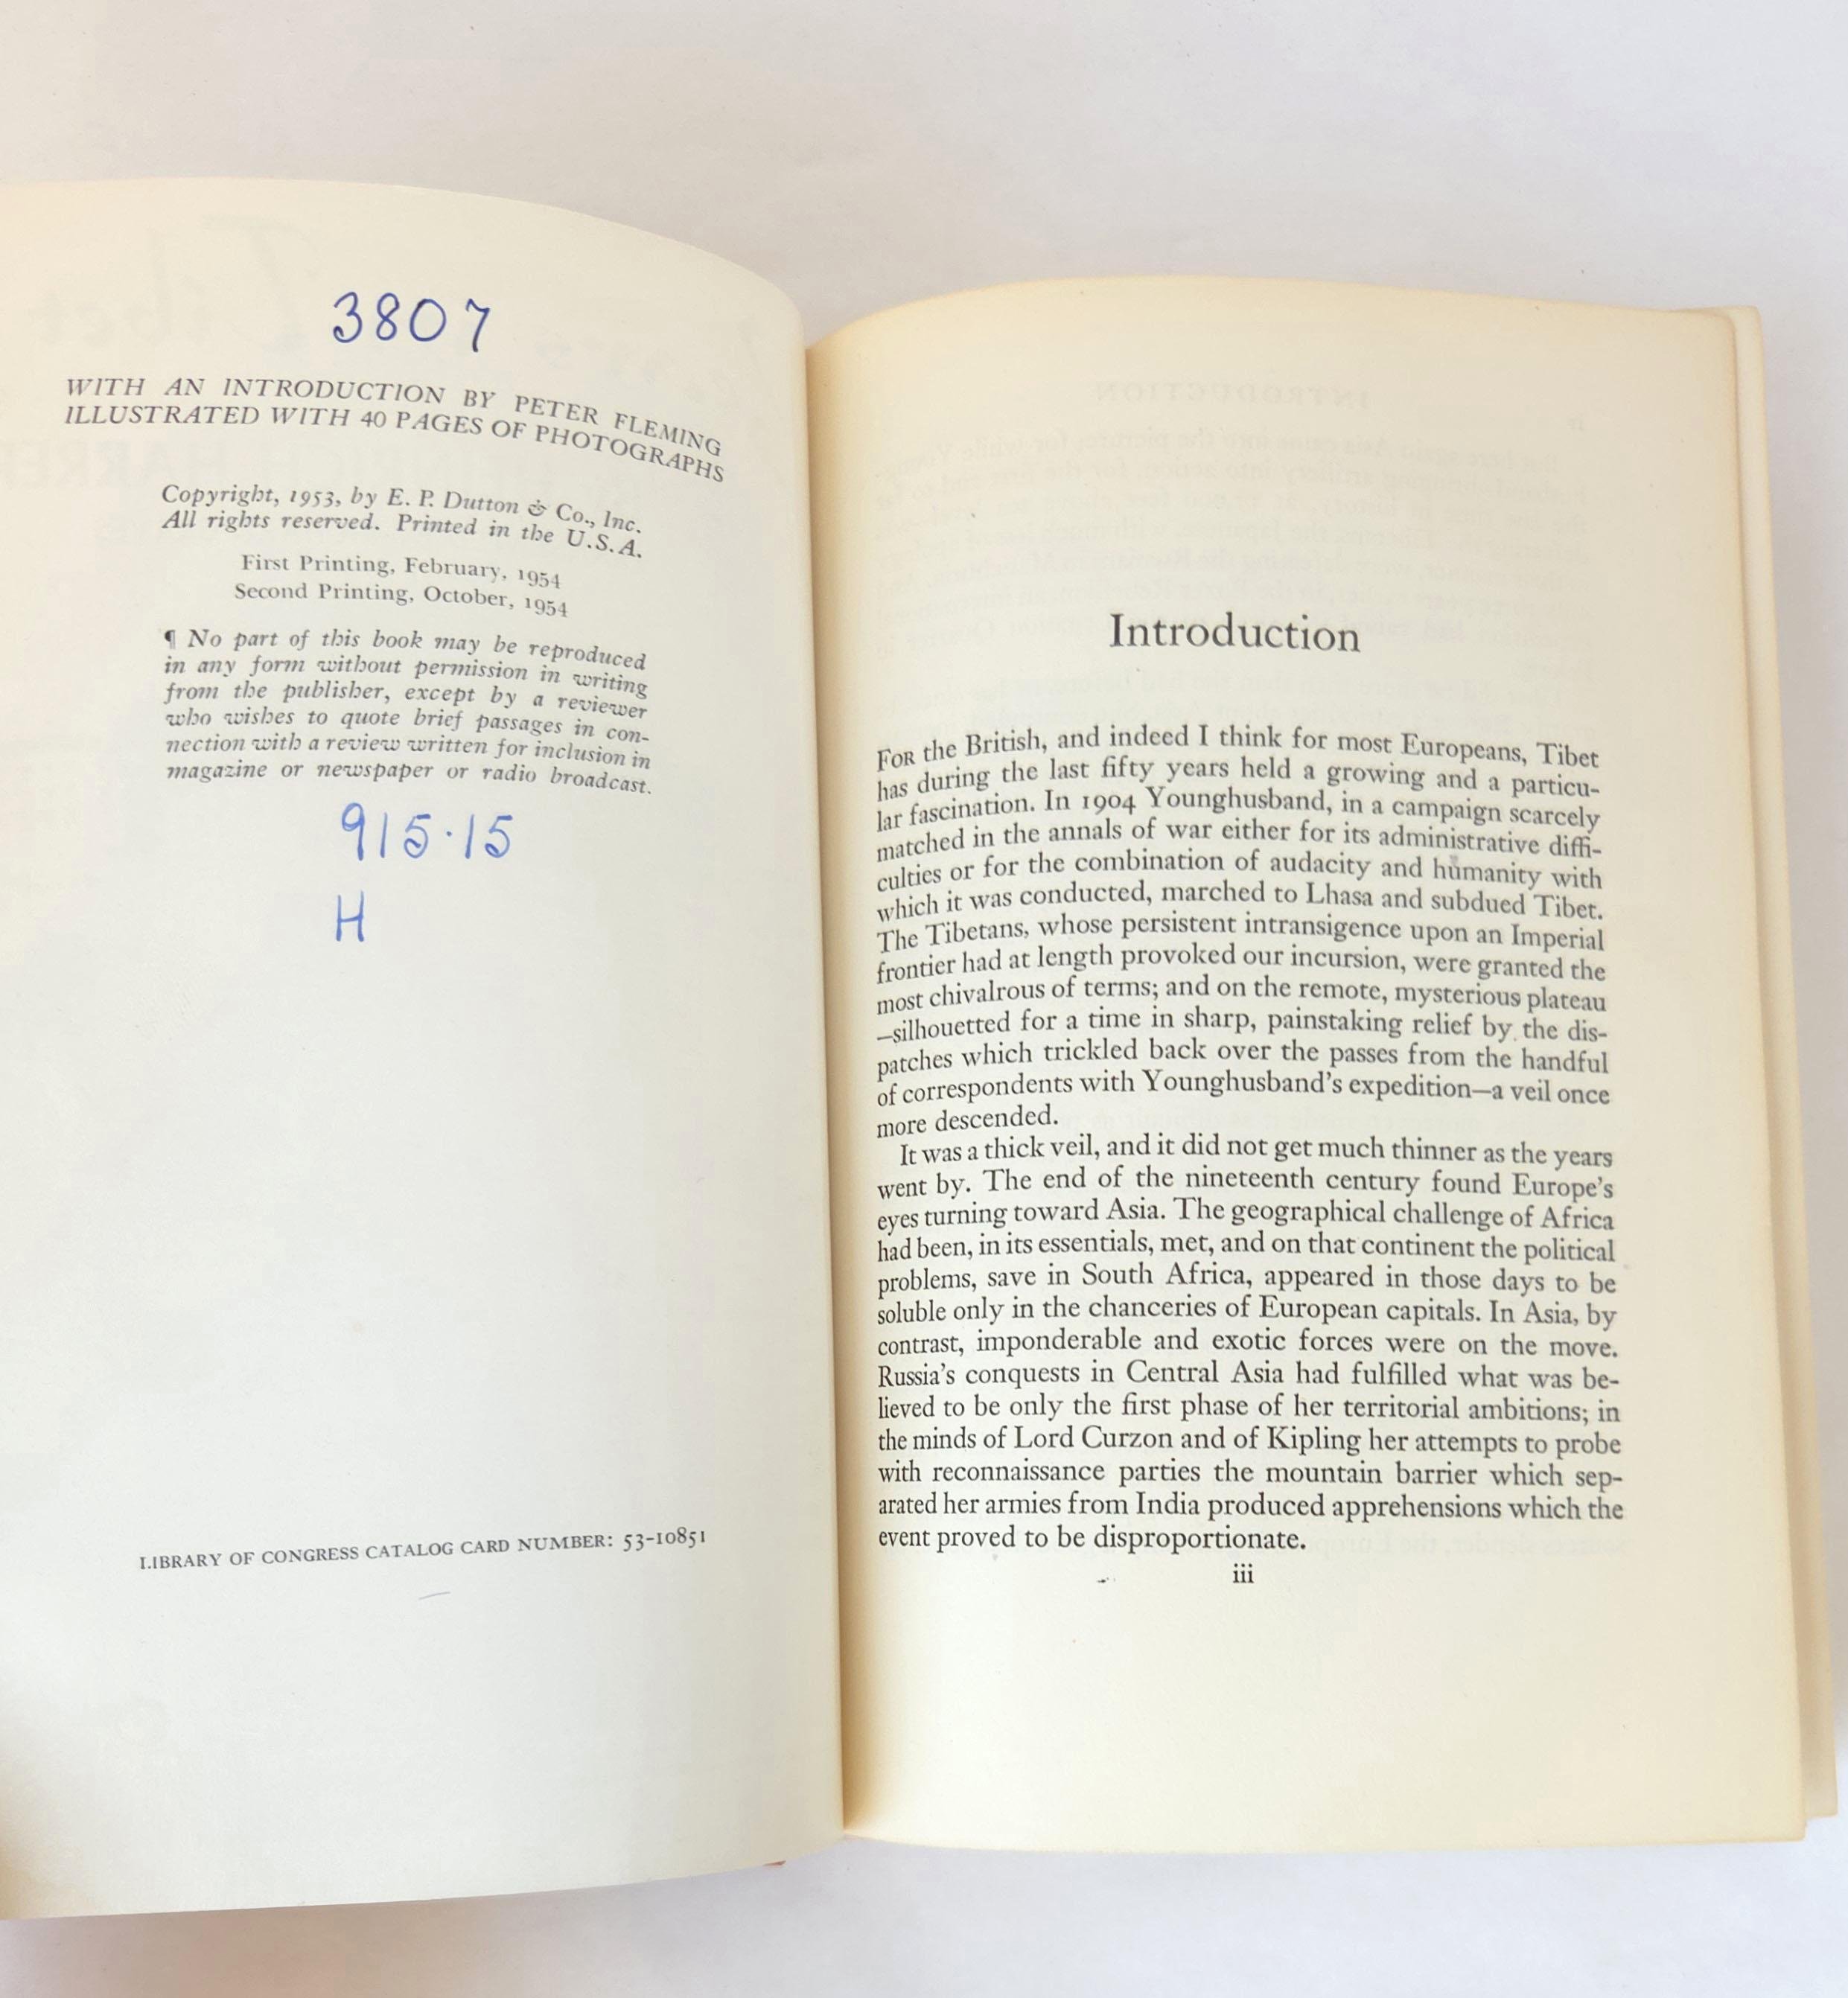 3807
WITH AN INTRODUCTION BY PETER FLEMING
ILLUSTRATED WITH 40 PAGES OF PHOTOGRAPHS
Copyright, 1953, by E. P. Dutton & Co., Inc.
All rights reserved. Printed in the U.S.A.
First Printing, February, 1954
Second Printing, October, 1954
¶ No part of this book may be reproduced
in any form without permission in writing
from the publisher, except by a reviewer
who wishes to quote brief passages in con-
nection with a review written for inclusion in
magazine or newspaper or radio broadcast.
915.15
H
LIBRARY OF CONGRESS CATALOG CARD NUMBER: 53-10851
Introduction
FOR the British, and indeed I think for most Europeans, Tibet
has during the last fifty years held a growing and a particu-
lar fascination. In 1904 Younghusband, in a campaign scarcely
matched in the annals of war either for its administrative diffi-
culties or for the combination of audacity and humanity with
which it was conducted, marched to Lhasa and subdued Tibet.
The Tibetans, whose persistent intransigence upon an Imperial
frontier had at length provoked our incursion, were granted the
most chivalrous of terms; and on the remote, mysterious plateau
—silhouetted for a time in sharp, painstaking relief by the dis-
patches which trickled back over the passes from the handful
of correspondents with Younghusband's expedition—a veil once
more descended.
It was a thick veil, and it did not get much thinner as the years
went by. The end of the nineteenth century found Europe's
eyes turning toward Asia. The geographical challenge of Africa
had been, in its essentials, met, and on that continent the political
problems, save in South Africa, appeared in those days to be
soluble only in the chanceries of European capitals. In Asia, by
contrast, imponderable and exotic forces were on the move.
Russia's conquests in Central Asia had fulfilled what was be-
lieved to be only the first phase of her territorial ambitions; in
the minds of Lord Curzon and of Kipling her attempts to probe
with reconnaissance parties the mountain barrier which sep-
arated her armies from India produced apprehensions which the
event proved to be disproportionate.
iii